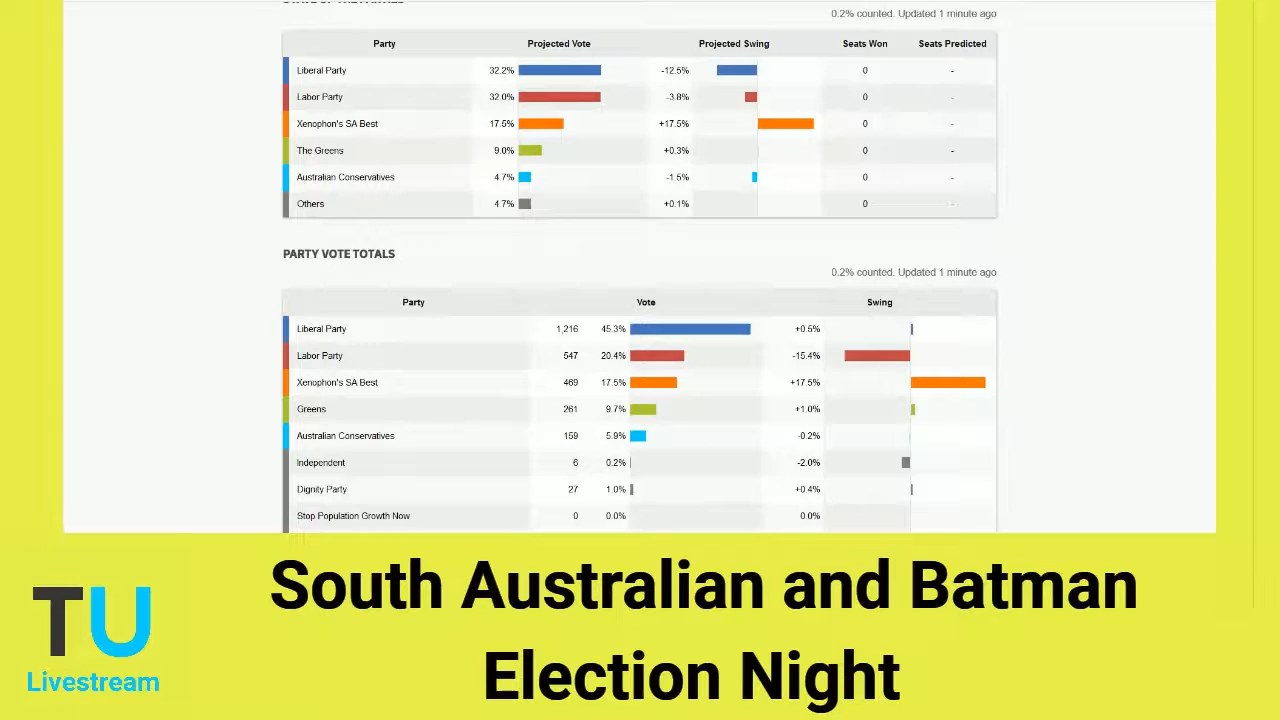 0.2% counted. Updated 1 minute ago
Party Projected Vote Projected Swing Seats Won Seats Predicted
Liberal Party 32.2% -12.5% 0 -
Labor Party 32.0% -3.8% 0 -
Xenophon's SA Best 17.5% +17.5% 0 -
The Greens 9.0% +0.3% 0 -
Australian Conservatives 4.7% -1.5% 0 -
Others 4.7% +0.1% 0 -
PARTY VOTE TOTALS
0.2% counted. Updated 1 minute ago
Party Vote Swing
Liberal Party 1,216 45.3% +0.5%
Labor Party 547 20.4% -15.4%
Xenophon's SA Best 469 17.5% +17.5%
Greens 261 9.7% +1.0%
Australian Conservatives 159 5.9% -0.2%
Independent 6 0.2% -2.0%
Dignity Party 27 1.0% +0.4%
Stop Population Growth Now 0 0.0% 0.0%
South Australian and Batman
Election Night
TU
Livestream